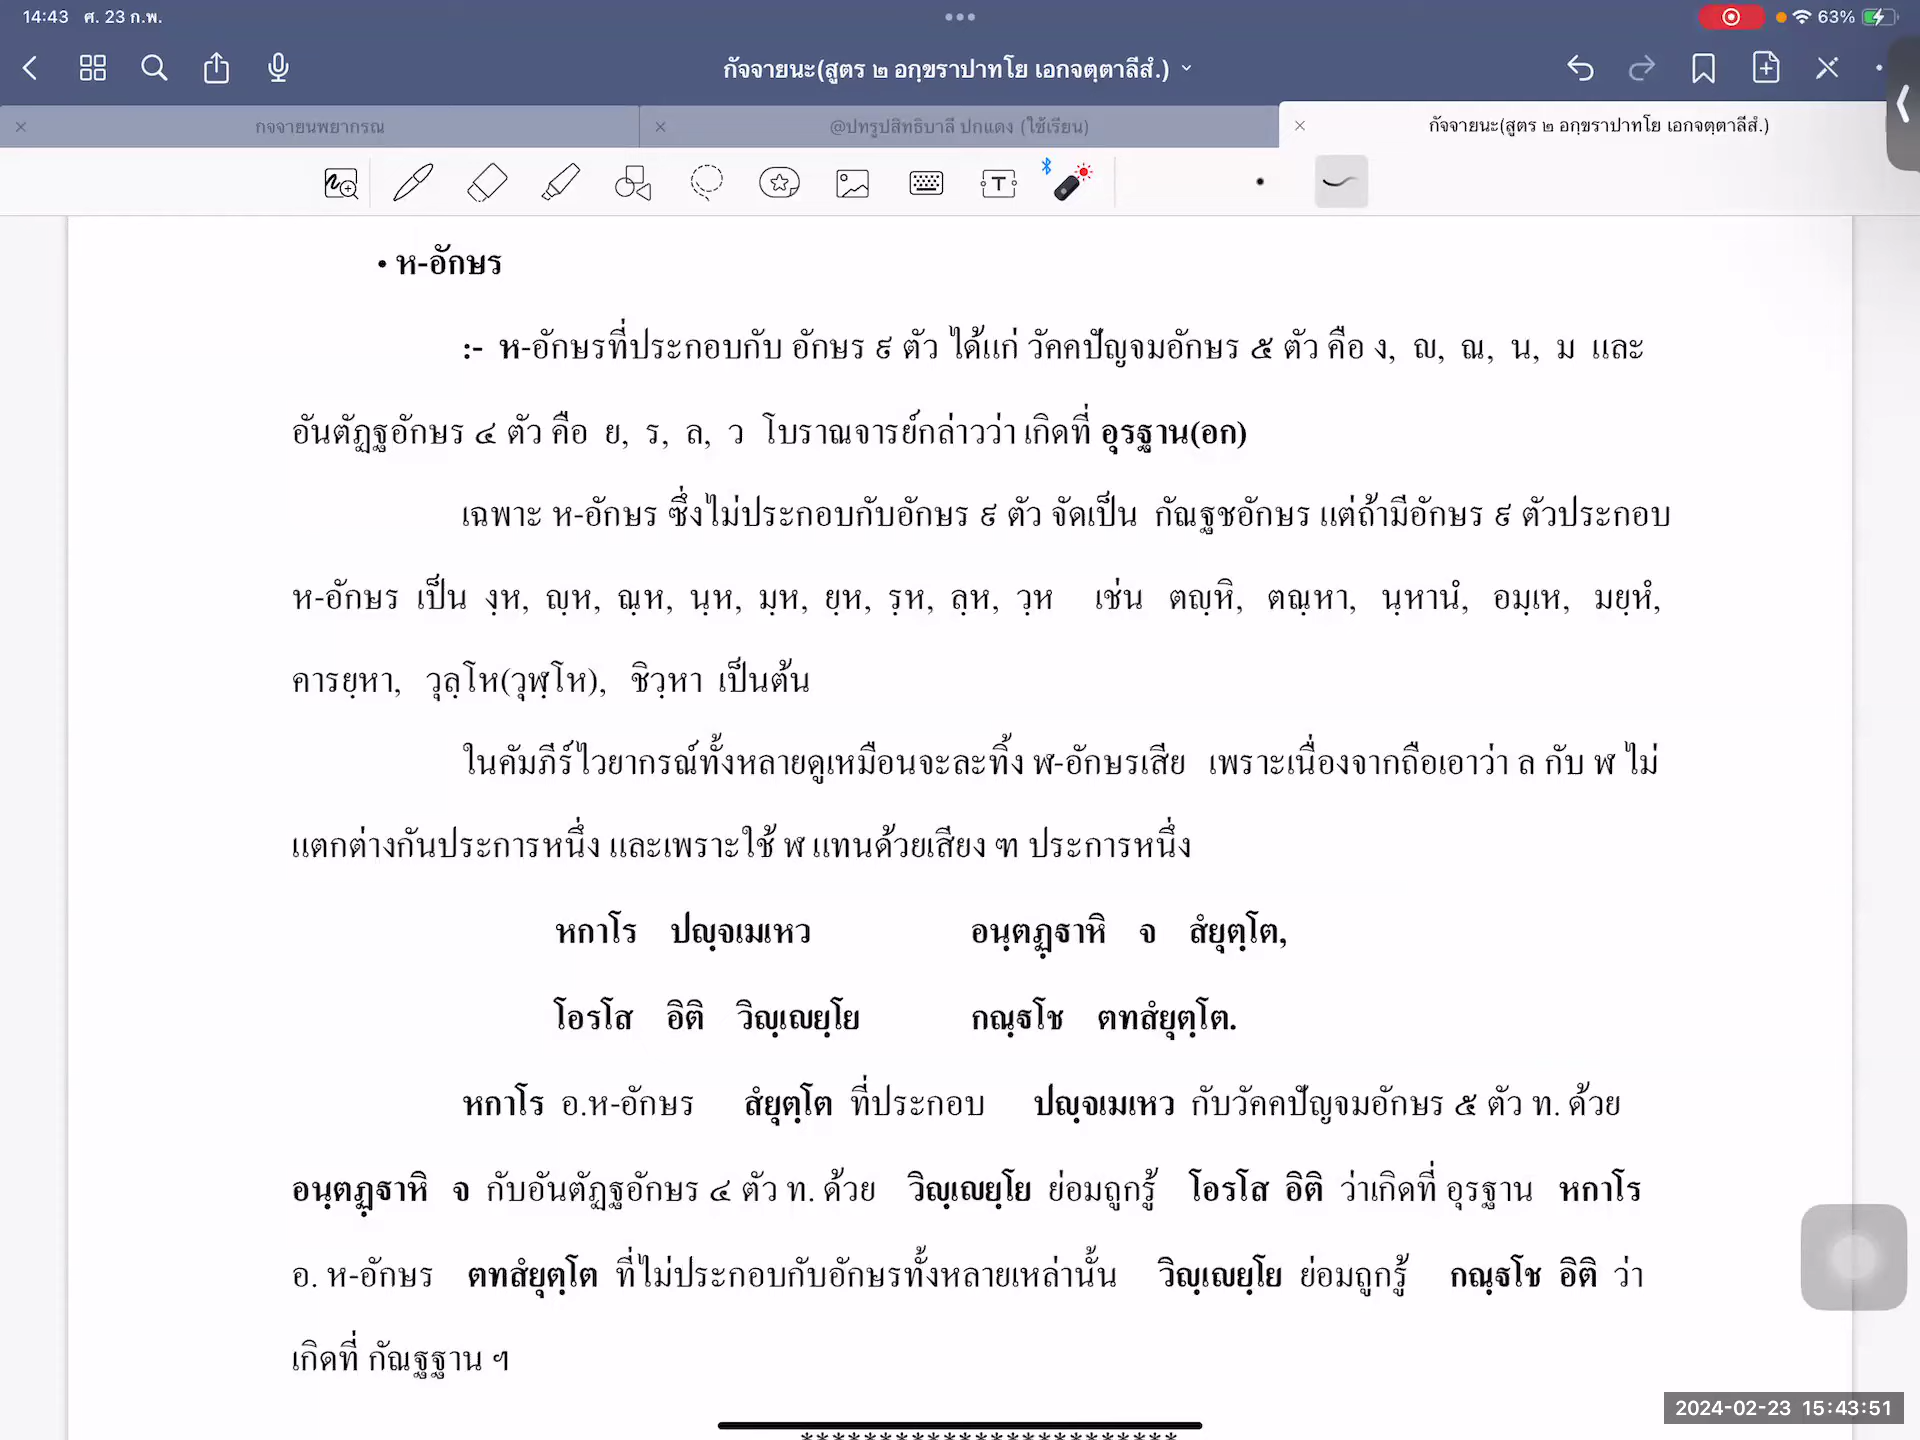 14:43 ศ. 23 ก.พ.
63%
กัจจายนะ(สูตร ๒ อกฺขราปาทโย เอกจตฺตาลีสํ.)
กจจายนพยากรณ
@ปทรูปสิทธิบาลี ปกแดง (ใช้เรียน)
กัจจายนะ(สูตร ๒ อกฺขราปาทโย เอกจตฺตาลีสํ.)
• ห-อักษร
:- ห-อักษรที่ประกอบกับ อักษร ๙ ตัว ได้แก่ วัคคปัญจมอักษร ๕ ตัว คือ ง, ญ, ณ, น, ม และ
อันตัฏฐอักษร ๔ ตัว คือ ย, ร, ล, ว โบราณจารย์กล่าวว่า เกิดที่ อุรฐาน(อก)
เฉพาะ ห-อักษร ซึ่งไม่ประกอบกับอักษร ๙ ตัว จัดเป็น กัณฐชอักษร แต่ถ้ามีอักษร ๙ ตัวประกอบ
ห-อักษร เป็น งฺห, ญฺห, ณฺห, นฺห, มฺห, ยฺห, รฺห, ลฺห, วฺห เช่น ตญฺหิ, ตณฺหา, นฺหานํ, อมฺเห, มยฺหํ,
คารยฺหา, วุลฺโห(วุฬฺโห), ชิวฺหา เป็นต้น
ในคัมภีร์ไวยากรณ์ทั้งหลายดูเหมือนจะละทิ้ง ฬ-อักษรเสีย เพราะเนื่องจากถือเอาว่า ล กับ ฬ ไม่
แตกต่างกันประการหนึ่ง และเพราะใช้ ฬ แทนด้วยเสียง ฑ ประการหนึ่ง
หกาโร ปญฺจเมเหว อนฺตฏฺฐาหิ จ สํยุตฺโต,
โอรโส อิติ วิญฺเญยฺโย กณฺฐโช ตทสํยุตฺโต.
หกาโร อ.ห-อักษร สํยุตฺโต ที่ประกอบ ปญฺจเมเหว กับวัคคปัญจมอักษร ๕ ตัว ท. ด้วย
อนฺตฏฺฐาหิ จ กับอันตัฏฐอักษร ๔ ตัว ท. ด้วย วิญฺเญยฺโย ย่อมถูกรู้ โอรโส อิติ ว่าเกิดที่ อุรฐาน หกาโร
อ. ห-อักษร ตทสํยุตฺโต ที่ไม่ประกอบกับอักษรทั้งหลายเหล่านั้น วิญฺเญยฺโย ย่อมถูกรู้ กณฺฐโช อิติ ว่า
เกิดที่ กัณฐฐาน ฯ
2024-02-23 15:43:51